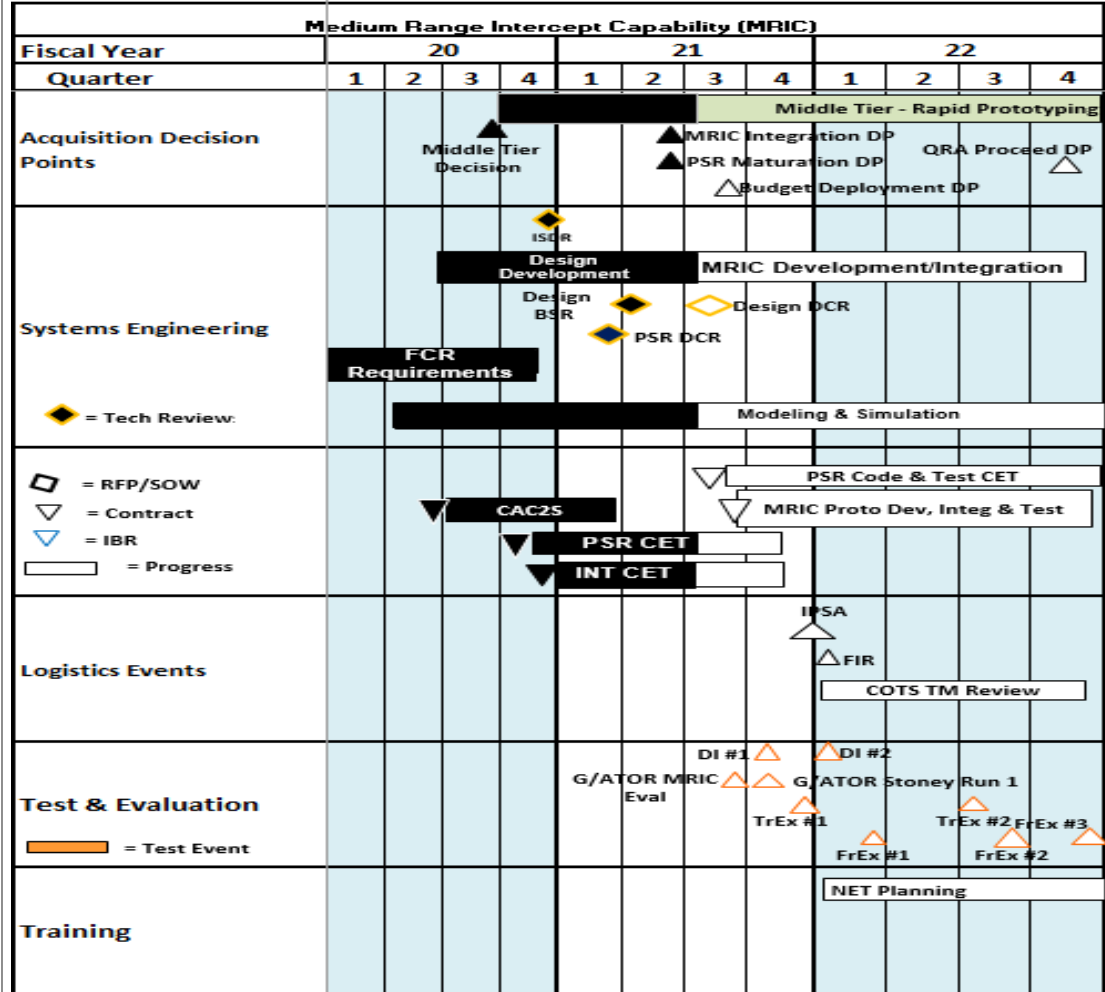 Medium Range Intercept Capability (MRIC)
Fiscal Year 20 21 22
Quarter 1 2 3 4 1 2 3 4 1 2 3 4
Acquisition Decision
Points
Middle Tier - Rapid Prototyping
Middle Tier
Decision
MRIC Integration DP
PSR Maturation DP
QRA Proceed DP
Budget Deployment DP
Systems Engineering
ISDR
Design
Development
MRIC Development/Integration
Design
BSR
Design DCR
PSR DCR
FCR
Requirements
Modeling & Simulation
= Tech Review:
= RFP/SOW
= Contract
= IBR
= Progress
PSR Code & Test CET
CAC2S
MRIC Proto Dev, Integ & Test
PSR CET
INT CET
Logistics Events
IPSA
FIR
COTS TM Review
Test & Evaluation
= Test Event
DI #1
DI #2
G/ATOR MRIC
Eval
G/ATOR Stoney Run 1
TrEx #1
TrEx #2
FrEx #3
FrEx #1
FrEx #2
Training
NET Planning